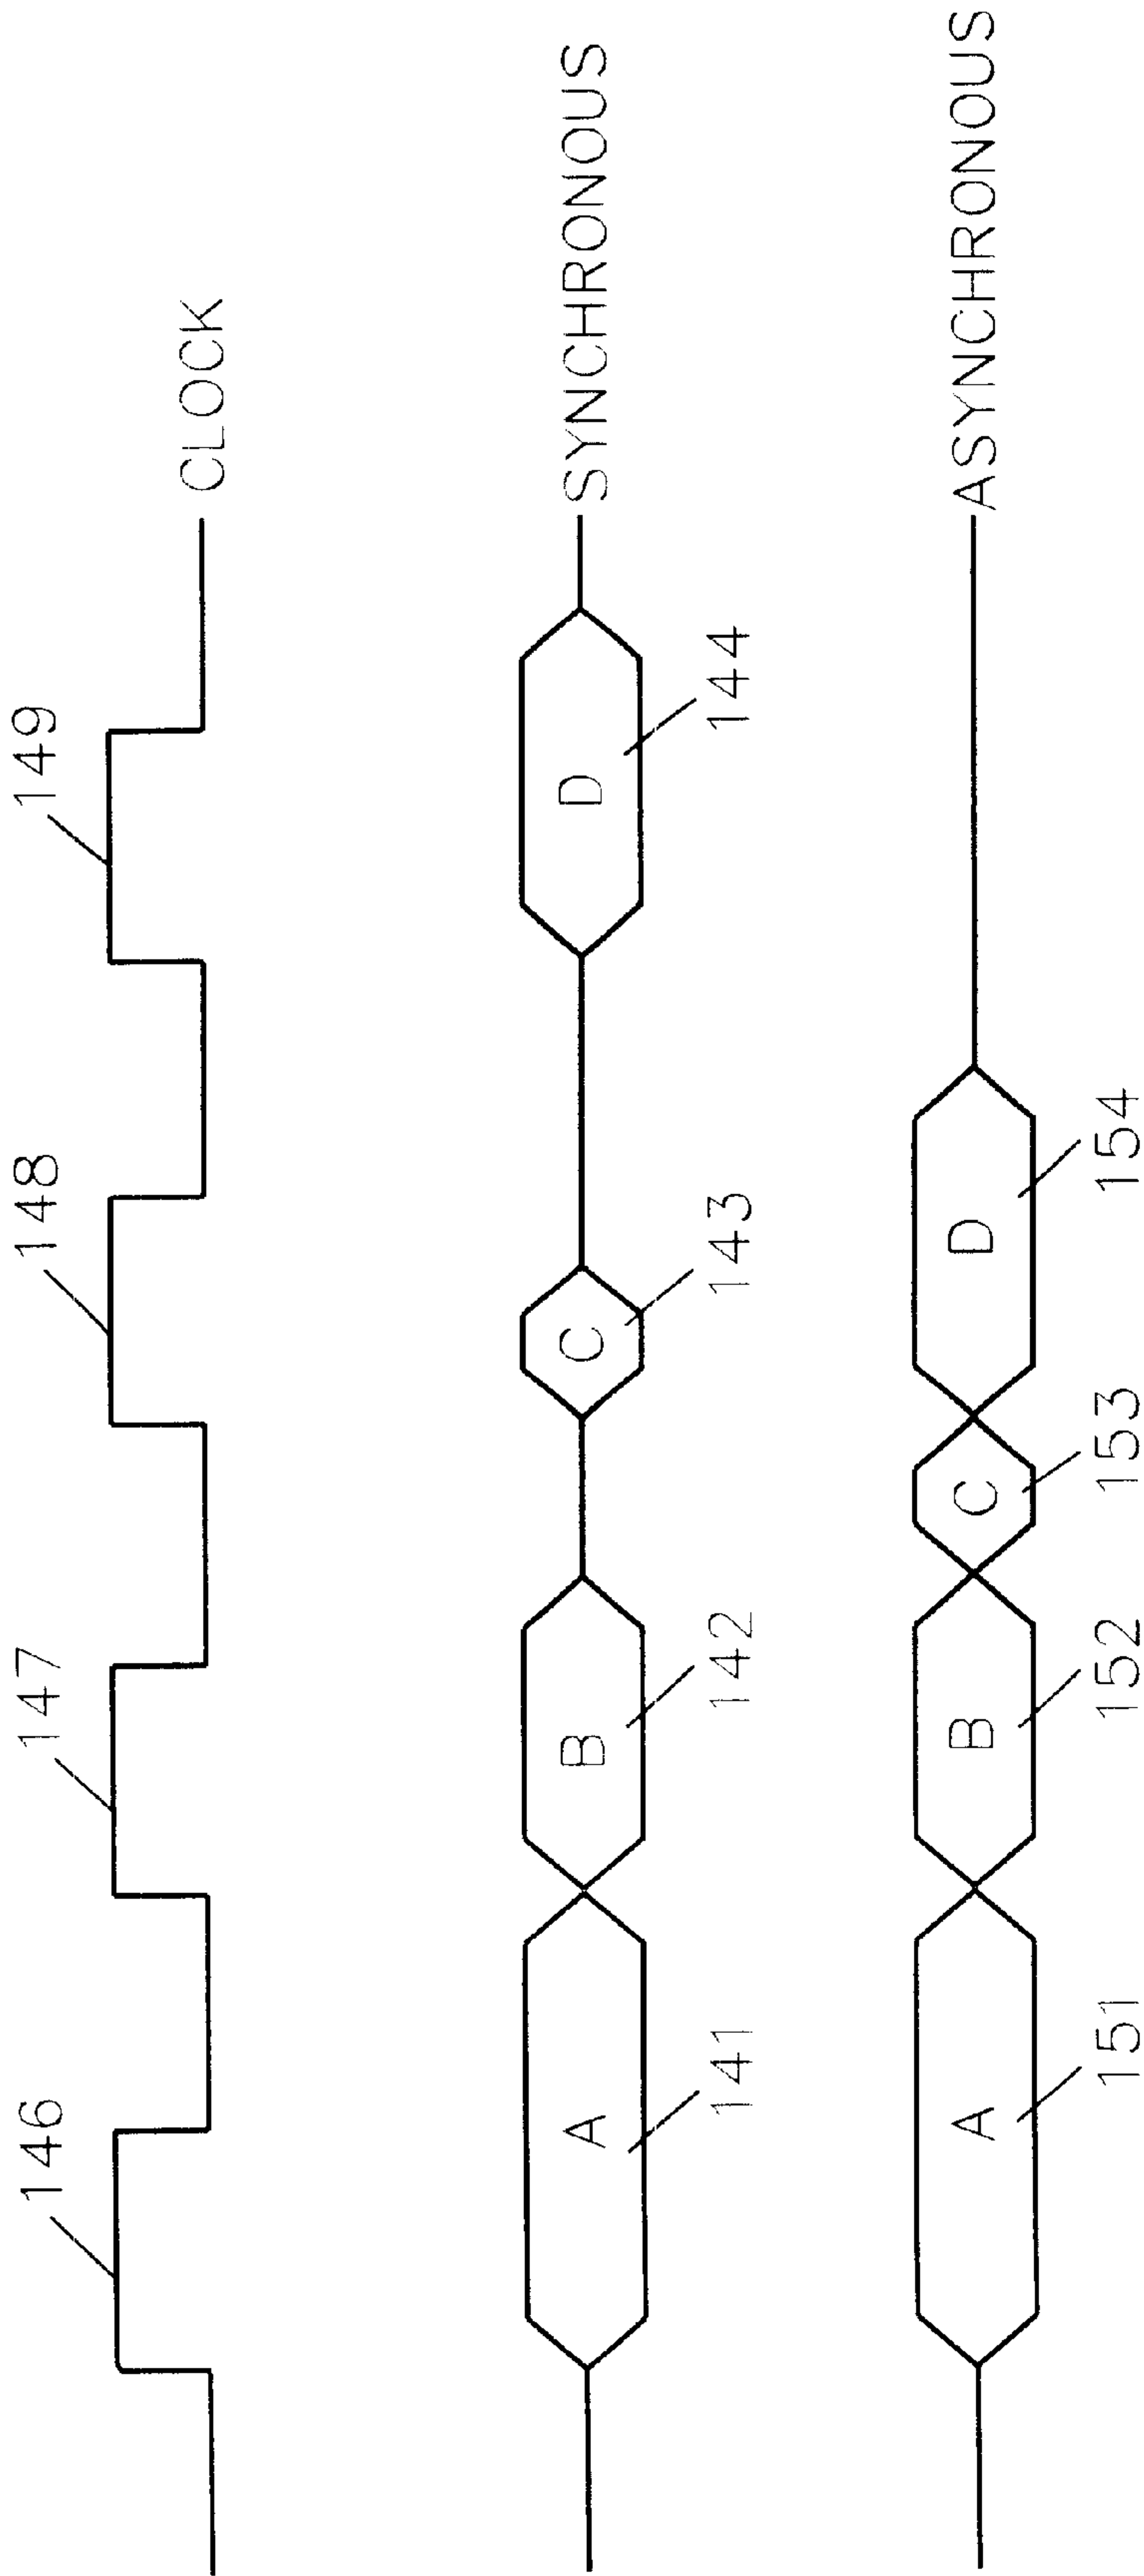 146 147 148 149
CLOCK
A B C D
SYNCHRONOUS
141 142 143 144
A B C D
ASYNCHRONOUS
151 152 153 154